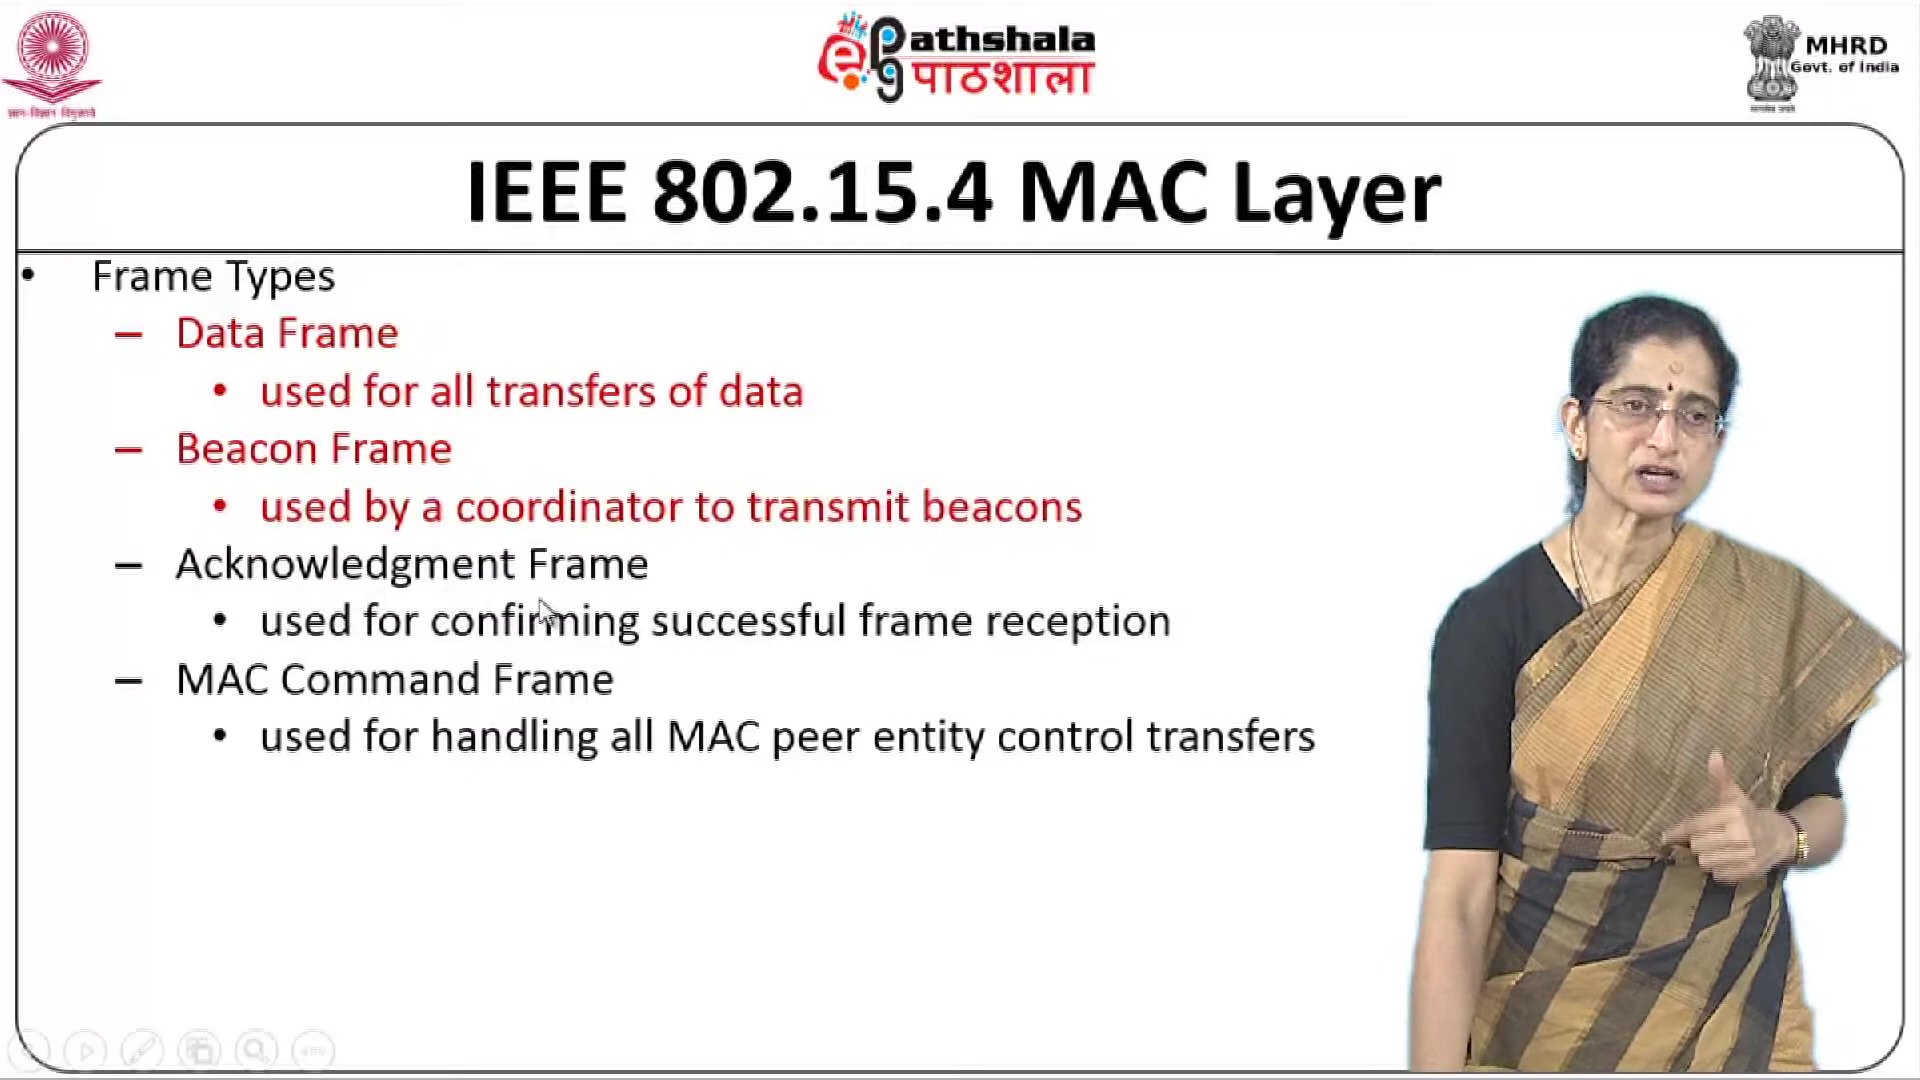 ज्ञान-विज्ञान विमुक्तये
ePG Pathshala
पाठशाला
MHRD
Govt. of India
IEEE 802.15.4 MAC Layer
• Frame Types
– Data Frame
• used for all transfers of data
– Beacon Frame
• used by a coordinator to transmit beacons
– Acknowledgment Frame
• used for confirming successful frame reception
– MAC Command Frame
• used for handling all MAC peer entity control transfers